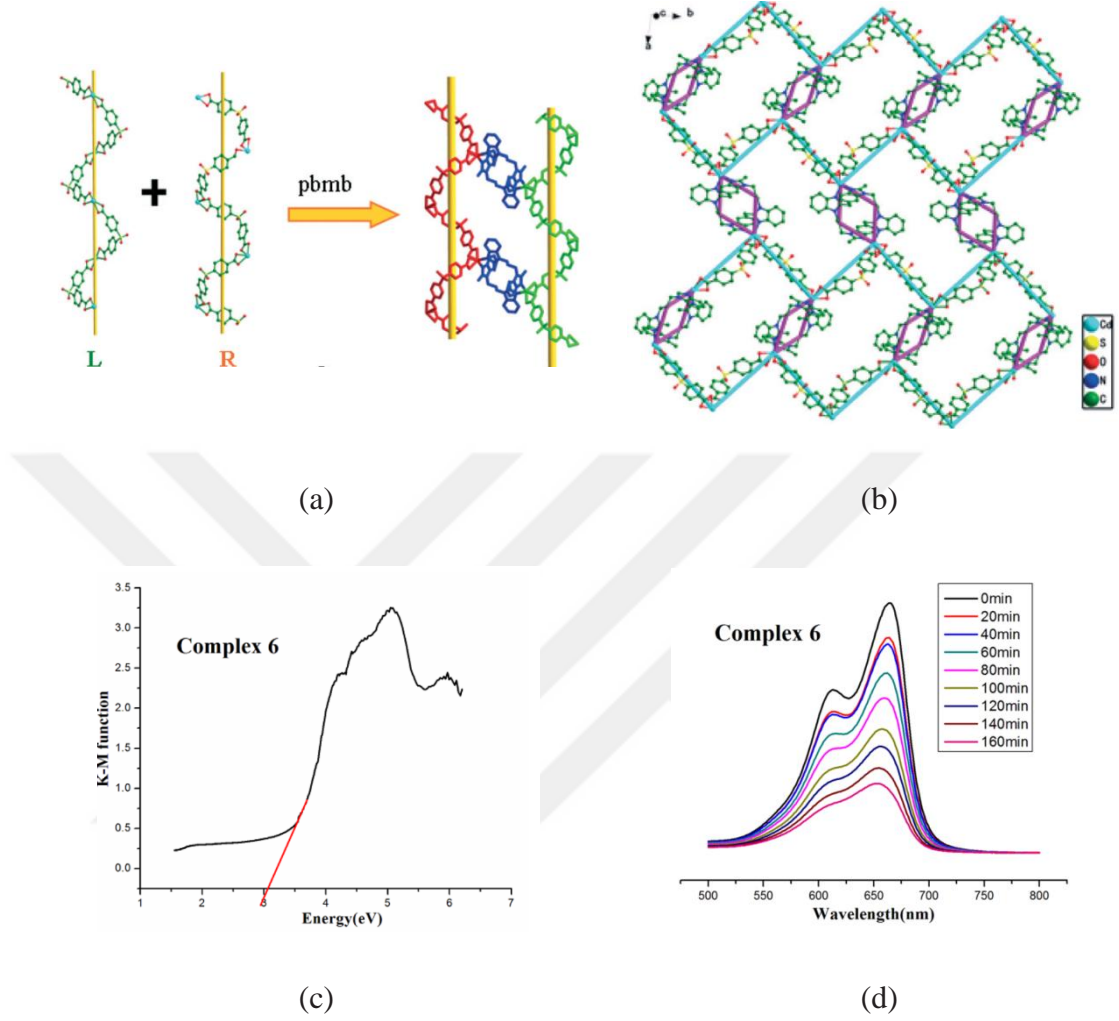 pbmb
+
L
R
c
b
a
Cd
S
O
N
C
(a)
(b)
Complex 6
K-M function
3.5
3.0
2.5
2.0
1.5
1.0
0.5
0.0
1 2 3 4 5 6 7
Energy(eV)
Complex 6
0min
20min
40min
60min
80min
100min
120min
140min
160min
500 550 600 650 700 750 800
Wavelength(nm)
(c)
(d)